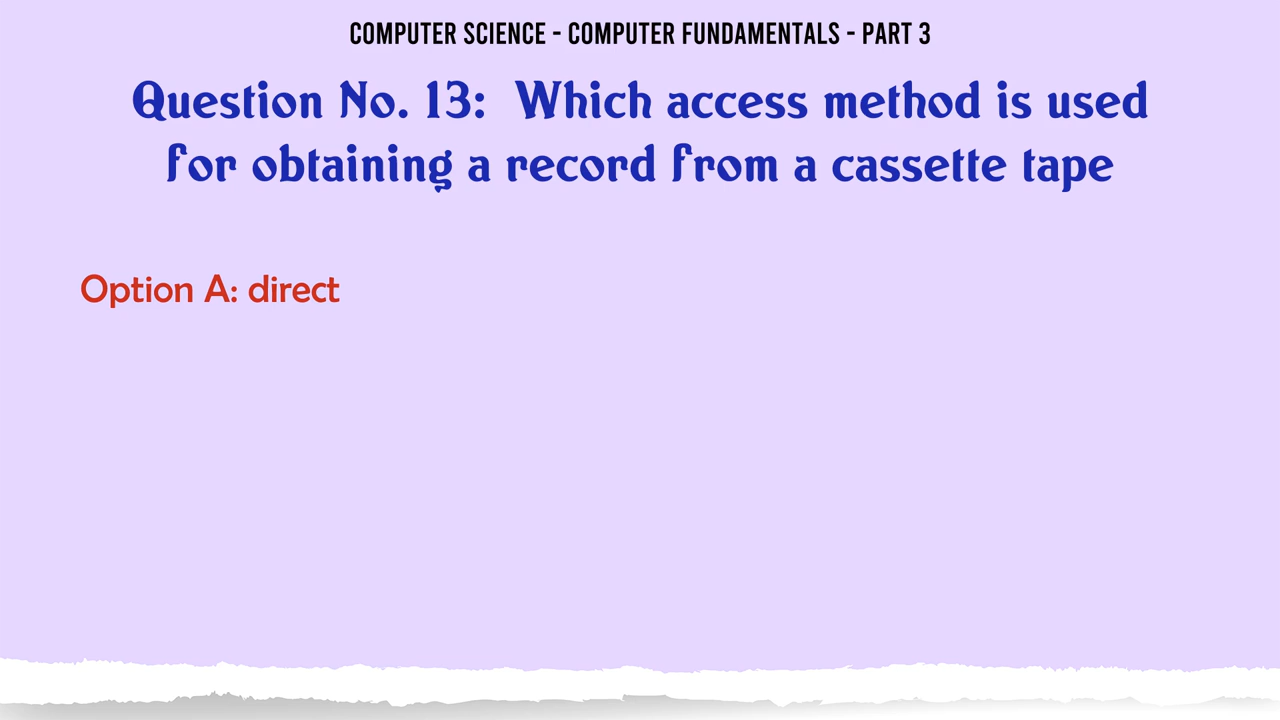 COMPUTER SCIENCE - COMPUTER FUNDAMENTALS - PART 3
Question No. 13: Which access method is used
for obtaining a record from a cassette tape
Option A: direct